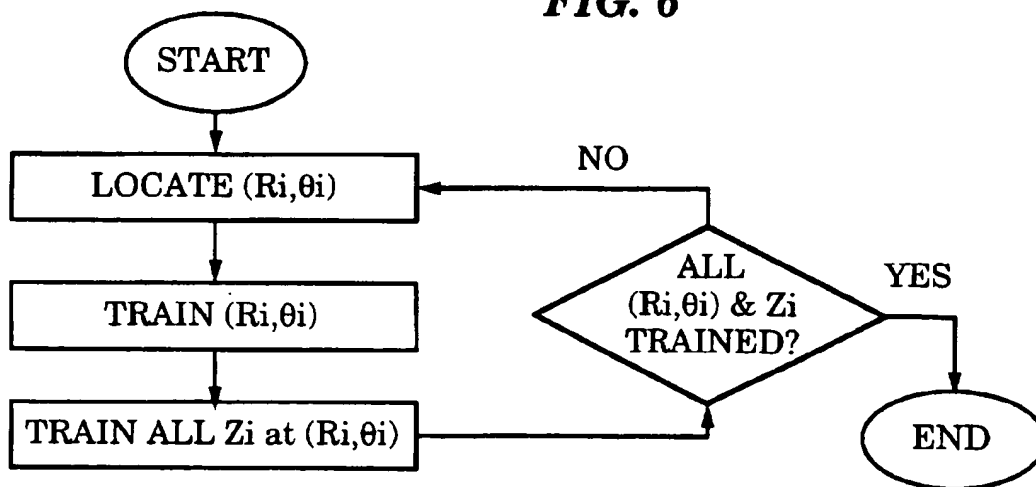 FIG. 6
START
LOCATE (Ri,θi)
TRAIN (Ri,θi)
TRAIN ALL Zi at (Ri,θi)
NO
ALL
(Ri,θi) & Zi
TRAINED?
YES
END